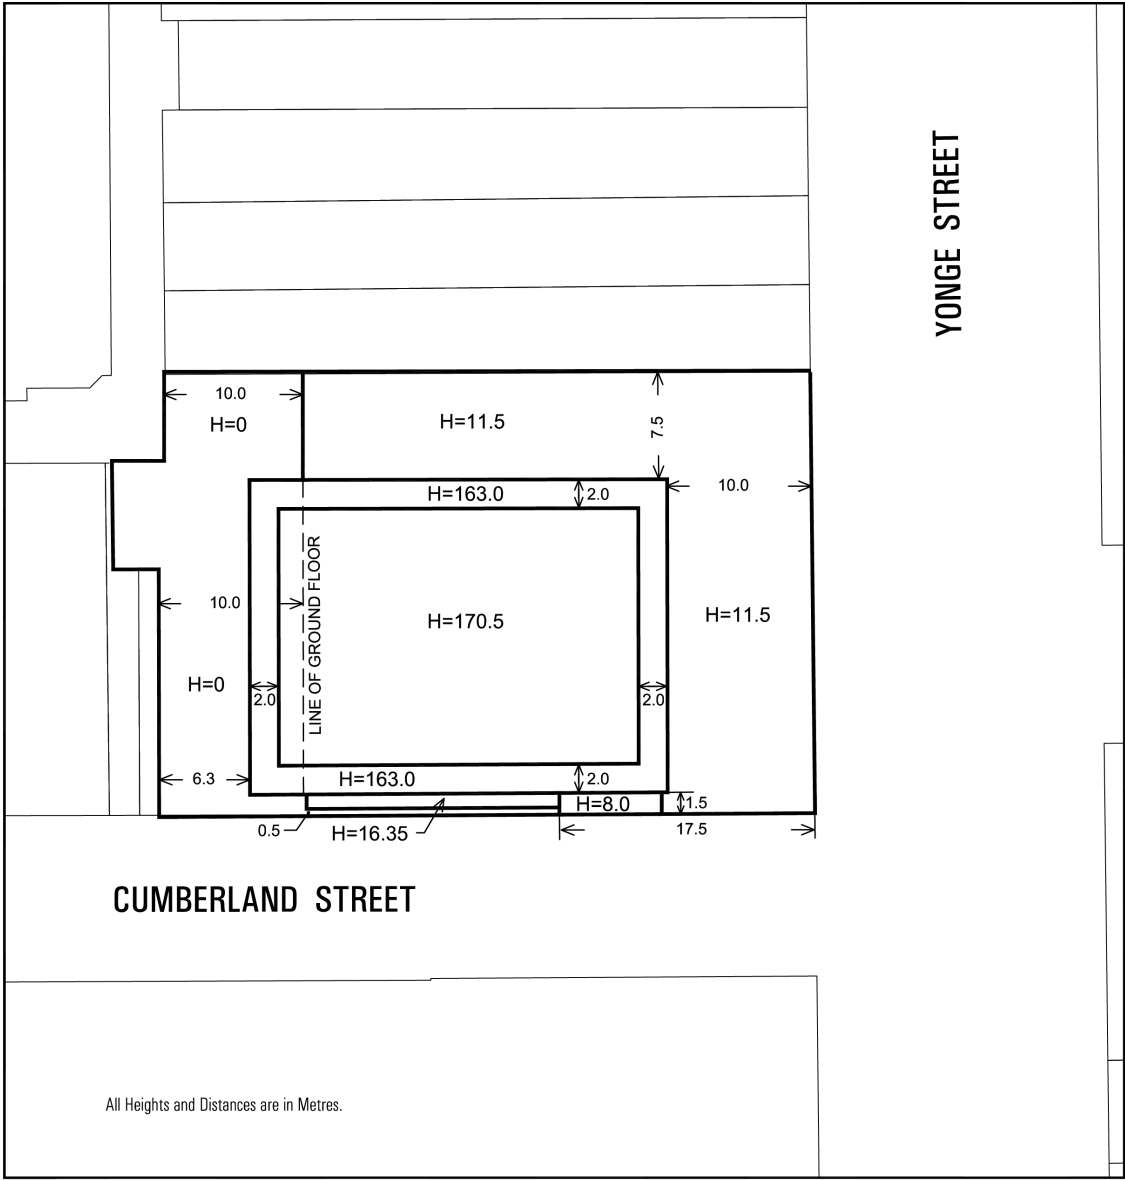 YONGE STREET
10.0
H=0
H=11.5
7.5
H=163.0
2.0
10.0
LINE OF GROUND FLOOR
10.0
H=170.5
H=11.5
H=0
2.0
2.0
6.3
H=163.0
2.0
H=8.0
1.5
0.5
H=16.35
17.5
CUMBERLAND STREET
All Heights and Distances are in Metres.